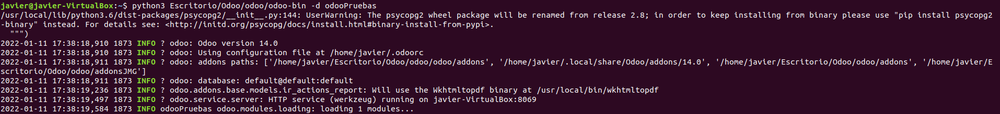 javier@javier-VirtualBox:~$ python3 Escritorio/Odoo/odoo/odoo-bin -d odooPruebas
/usr/local/lib/python3.6/dist-packages/psycopg2/__init__.py:144: UserWarning: The psycopg2 wheel package will be renamed from release 2.8; in order to keep installing from binary please use "pip install psycopg2
-binary" instead. For details see: <http://initd.org/psycopg/docs/install.html#binary-install-from-pypi>.
  """)
2022-01-11 17:38:18,910 1873 INFO ? odoo: Odoo version 14.0
2022-01-11 17:38:18,910 1873 INFO ? odoo: Using configuration file at /home/javier/.odoorc
2022-01-11 17:38:18,911 1873 INFO ? odoo: addons paths: ['/home/javier/Escritorio/Odoo/odoo/odoo/addons', '/home/javier/.local/share/Odoo/addons/14.0', '/home/javier/Escritorio/Odoo/odoo/addons', '/home/javier/E
scritorio/Odoo/odoo/addonsJMG']
2022-01-11 17:38:18,911 1873 INFO ? odoo: database: default@default:default
2022-01-11 17:38:19,236 1873 INFO ? odoo.addons.base.models.ir_actions_report: Will use the Wkhtmltopdf binary at /usr/local/bin/wkhtmltopdf
2022-01-11 17:38:19,497 1873 INFO ? odoo.service.server: HTTP service (werkzeug) running on javier-VirtualBox:8069
2022-01-11 17:38:19,584 1873 INFO odooPruebas odoo.modules.loading: loading 1 modules...